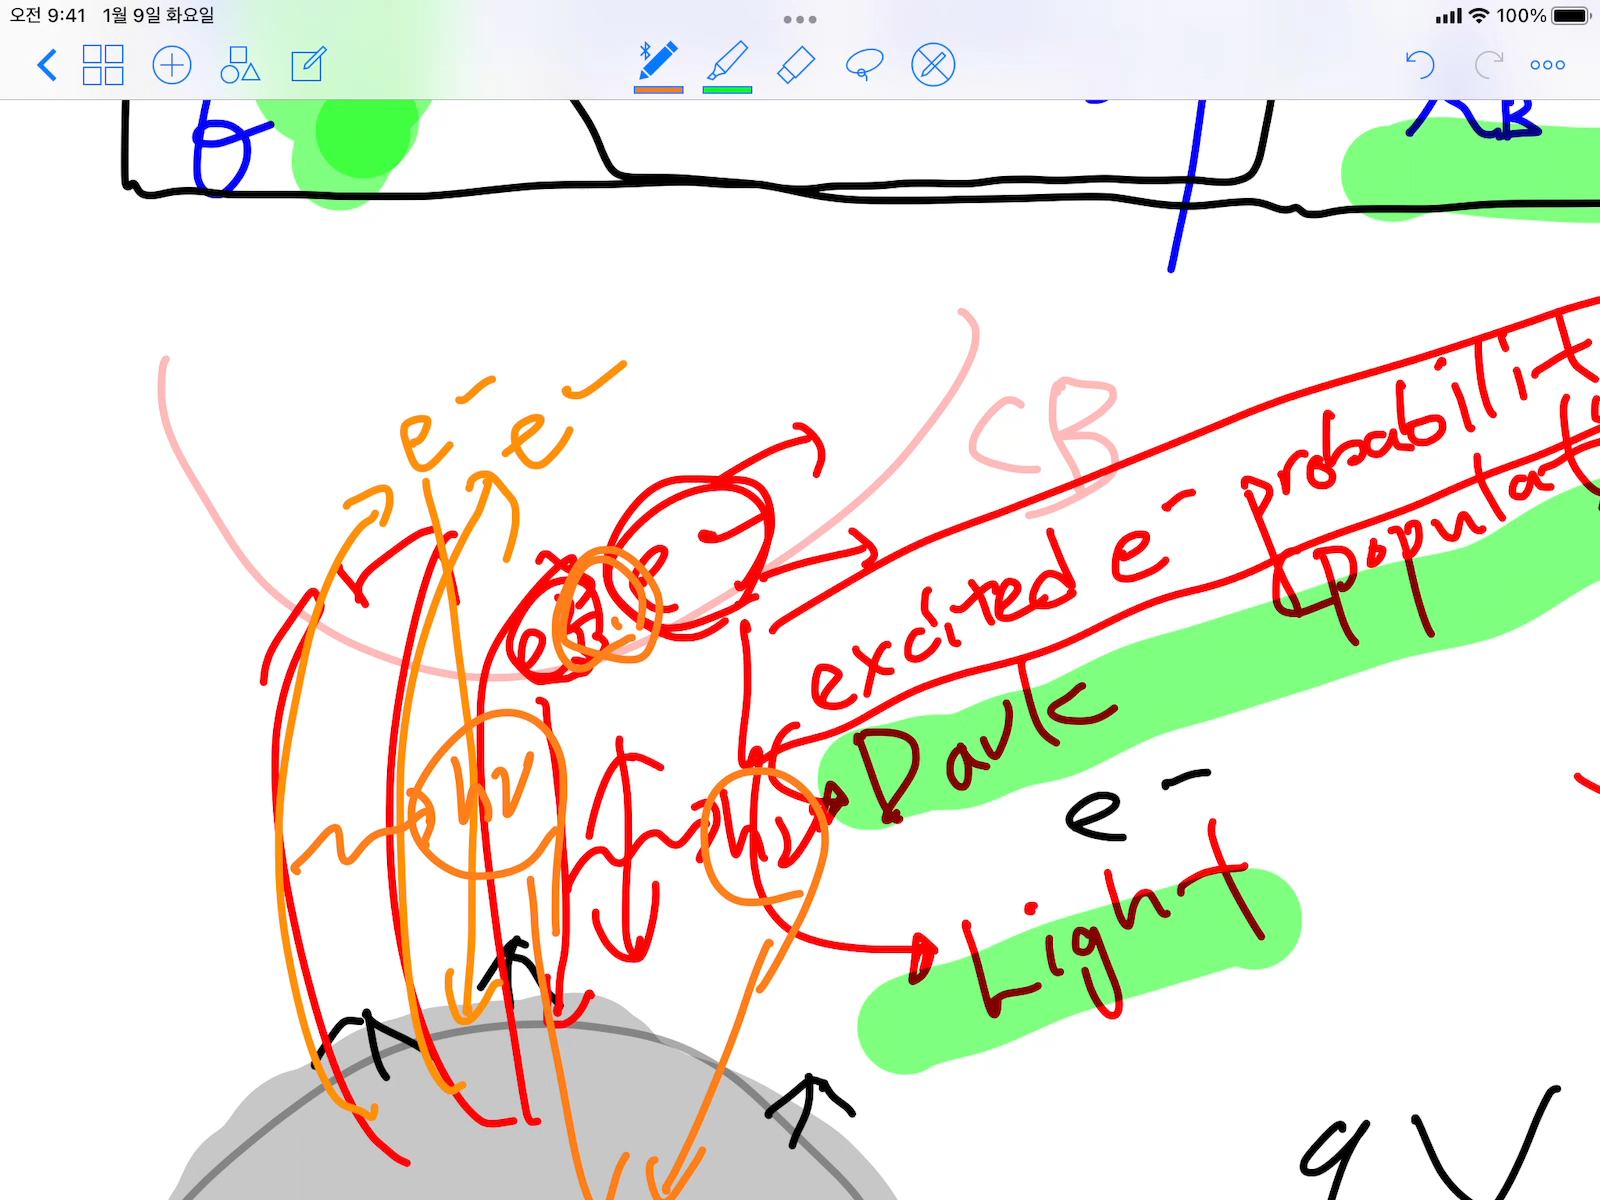 오전 9:41 1월 9일 화요일
100%
θ
B
e⁻ e⁻
CB
excited e⁻ probabilit
populat
hν
hν
Dark
e⁻
Light
qV